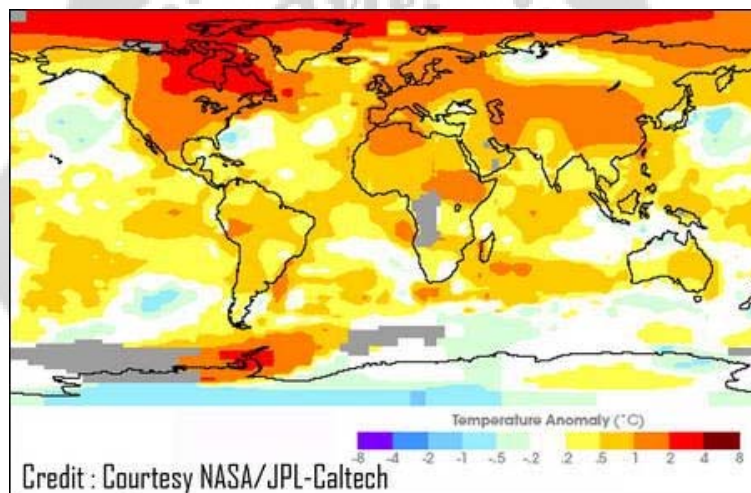 Temperature Anomaly (°C)
-8 -4 -2 -1 -.5 -.2 .2 .5 1 2 4 8
Credit : Courtesy NASA/JPL-Caltech